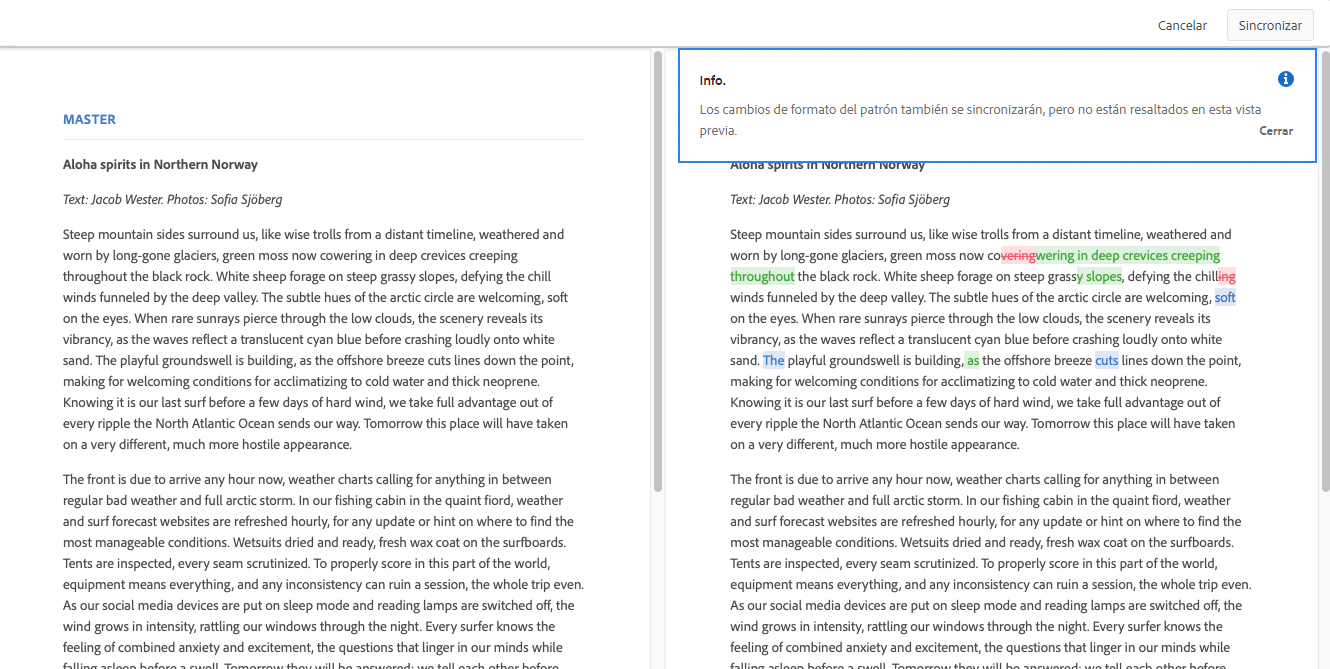 Cancelar
Sincronizar
MASTER
Aloha spirits in Northern Norway
Text: Jacob Wester. Photos: Sofia Sjöberg
Steep mountain sides surround us, like wise trolls from a distant timeline, weathered and
worn by long-gone glaciers, green moss now cowering in deep crevices creeping
throughout the black rock. White sheep forage on steep grassy slopes, defying the chill
winds funneled by the deep valley. The subtle hues of the arctic circle are welcoming, soft
on the eyes. When rare sunrays pierce through the low clouds, the scenery reveals its
vibrancy, as the waves reflect a translucent cyan blue before crashing loudly onto white
sand. The playful groundswell is building, as the offshore breeze cuts lines down the point,
making for welcoming conditions for acclimatizing to cold water and thick neoprene.
Knowing it is our last surf before a few days of hard wind, we take full advantage out of
every ripple the North Atlantic Ocean sends our way. Tomorrow this place will have taken
on a very different, much more hostile appearance.
The front is due to arrive any hour now, weather charts calling for anything in between
regular bad weather and full arctic storm. In our fishing cabin in the quaint fiord, weather
and surf forecast websites are refreshed hourly, for any update or hint on where to find the
most manageable conditions. Wetsuits dried and ready, fresh wax coat on the surfboards.
Tents are inspected, every seam scrutinized. To properly score in this part of the world,
equipment means everything, and any inconsistency can ruin a session, the whole trip even.
As our social media devices are put on sleep mode and reading lamps are switched off, the
wind grows in intensity, rattling our windows through the night. Every surfer knows the
feeling of combined anxiety and excitement, the questions that linger in our minds while
falling asleep before a swell. Tomorrow they will be answered; we tell each other before
Info.
Los cambios de formato del patrón también se sincronizarán, pero no están resaltados en esta vista
previa.
Cerrar
Aloha spirits in Northern Norway
Text: Jacob Wester. Photos: Sofia Sjöberg
Steep mountain sides surround us, like wise trolls from a distant timeline, weathered and
worn by long-gone glaciers, green moss now coveringwering in deep crevices creeping
throughout the black rock. White sheep forage on steep grassy slopes, defying the chilling
winds funneled by the deep valley. The subtle hues of the arctic circle are welcoming, soft
on the eyes. When rare sunrays pierce through the low clouds, the scenery reveals its
vibrancy, as the waves reflect a translucent cyan blue before crashing loudly onto white
sand. The playful groundswell is building, as the offshore breeze cuts lines down the point,
making for welcoming conditions for acclimatizing to cold water and thick neoprene.
Knowing it is our last surf before a few days of hard wind, we take full advantage out of
every ripple the North Atlantic Ocean sends our way. Tomorrow this place will have taken
on a very different, much more hostile appearance.
The front is due to arrive any hour now, weather charts calling for anything in between
regular bad weather and full arctic storm. In our fishing cabin in the quaint fiord, weather
and surf forecast websites are refreshed hourly, for any update or hint on where to find the
most manageable conditions. Wetsuits dried and ready, fresh wax coat on the surfboards.
Tents are inspected, every seam scrutinized. To properly score in this part of the world,
equipment means everything, and any inconsistency can ruin a session, the whole trip even.
As our social media devices are put on sleep mode and reading lamps are switched off, the
wind grows in intensity, rattling our windows through the night. Every surfer knows the
feeling of combined anxiety and excitement, the questions that linger in our minds while
falling asleep before a swell. Tomorrow they will be answered; we tell each other before